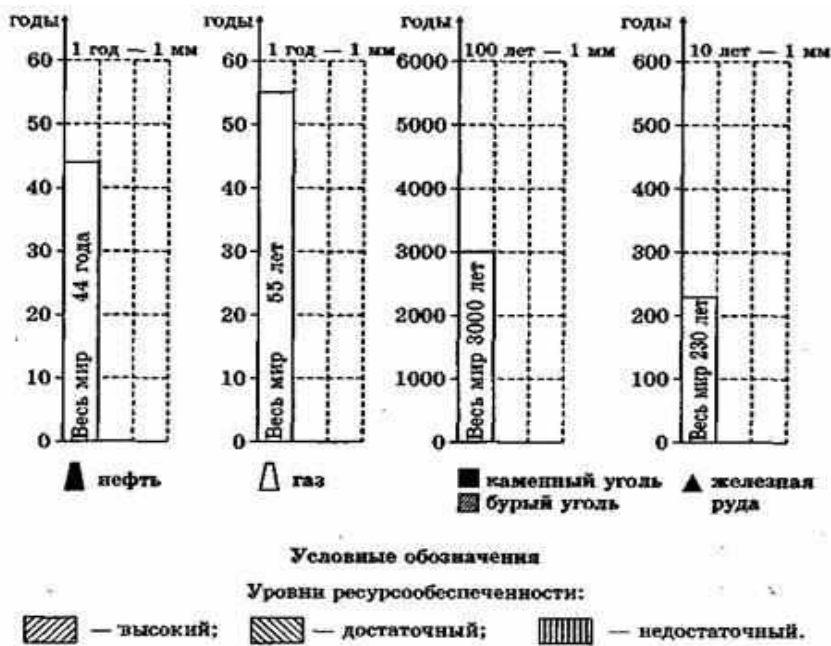 годы годы годы годы
1 год — 1 мм 1 год — 1 мм 100 лет — 1 мм 10 лет — 1 мм
60 60 6000 600
50 50 5000 500
40 40 4000 400
30 30 3000 300
20 20 2000 200
10 10 1000 100
0 0 0 0
Весь мир 44 года
Весь мир 55 лет
Весь мир 3000 лет
Весь мир 230 лет
нефть газ каменный уголь железная
бурый уголь руда
Условные обозначения
Уровни ресурсообеспеченности:
— высокий; — достаточный; — недостаточный.